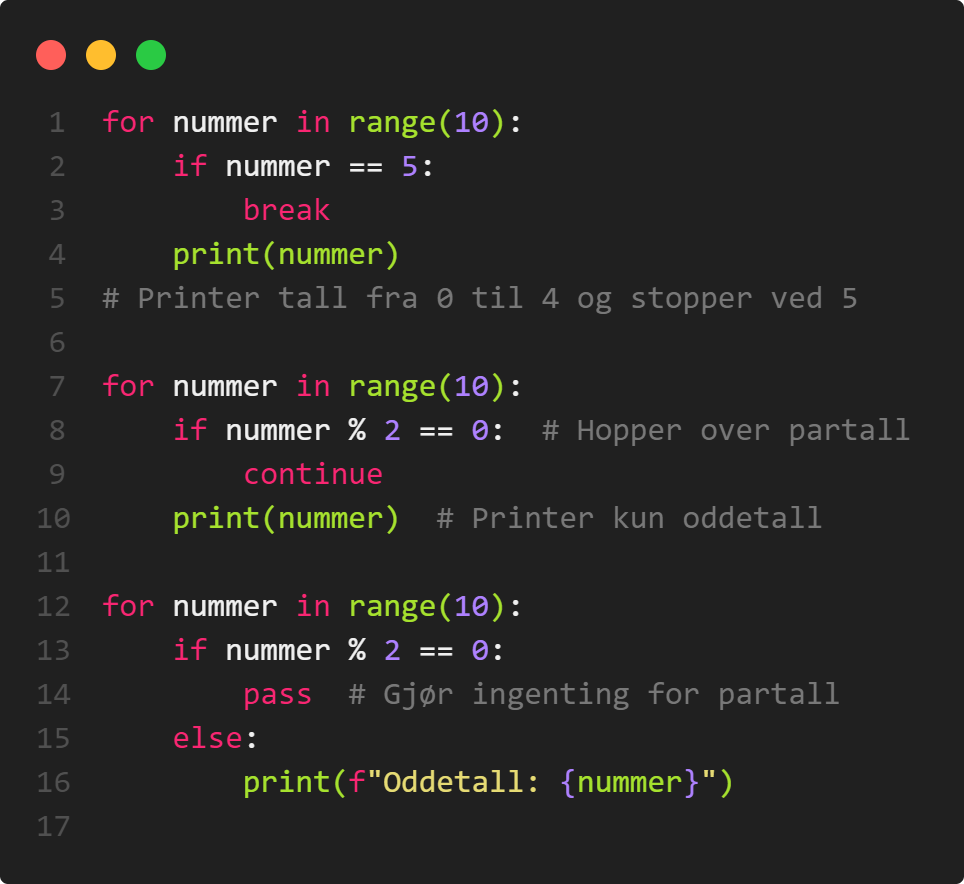 1 for nummer in range(10):
2     if nummer == 5:
3         break
4     print(nummer)
5 # Printer tall fra 0 til 4 og stopper ved 5
6
7 for nummer in range(10):
8     if nummer % 2 == 0:  # Hopper over partall
9         continue
10     print(nummer)  # Printer kun oddetall
11
12 for nummer in range(10):
13     if nummer % 2 == 0:
14         pass  # Gjør ingenting for partall
15     else:
16         print(f"Oddetall: {nummer}")
17